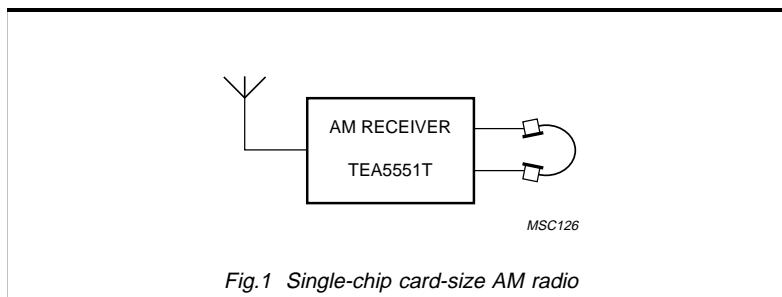 AM RECEIVER
TEA5551T
MSC126
Fig.1 Single-chip card-size AM radio